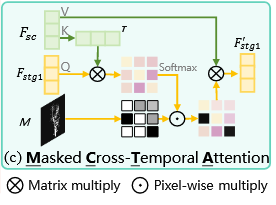 V
F_sc
K
T
F'_stg1
F_stg1
Q
Softmax
M
(c) Masked Cross-Temporal Attention
Matrix multiply
Pixel-wise multiply